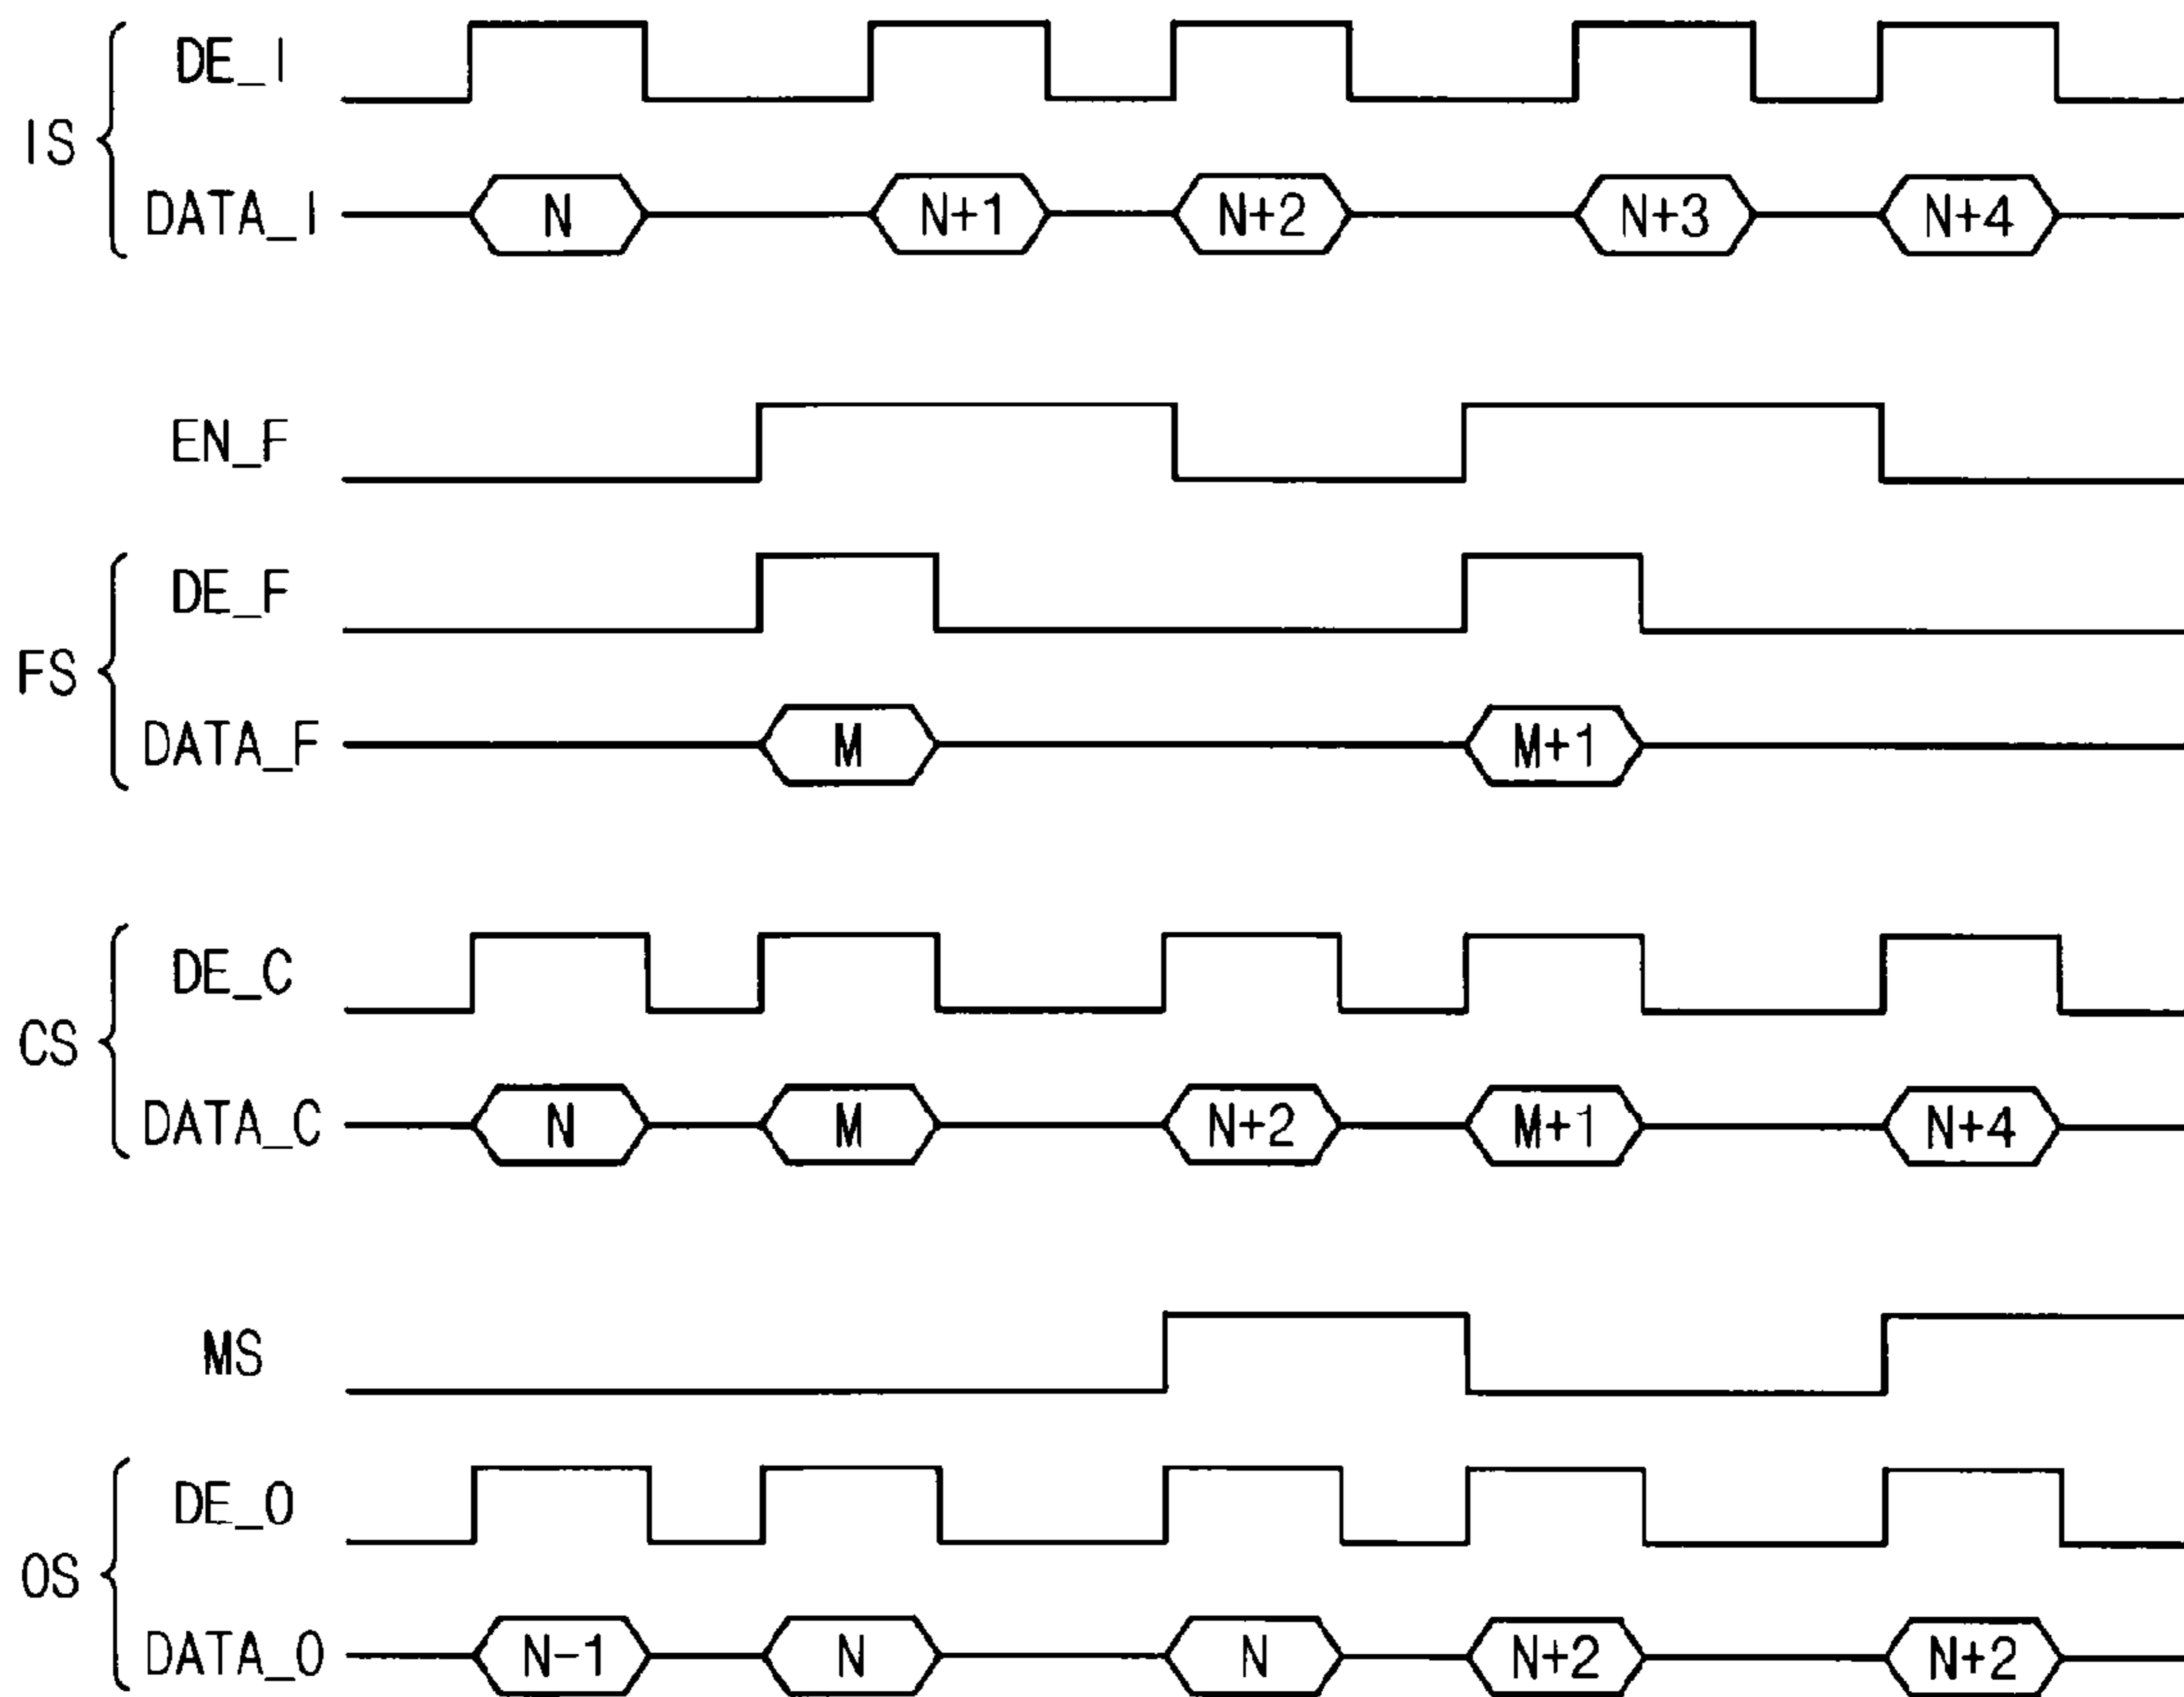 DE_I
IS
DATA_I N N+1 N+2 N+3 N+4
EN_F
DE_F
FS
DATA_F M M+1
DE_C
CS
DATA_C N M N+2 M+1 N+4
MS
DE_O
OS
DATA_O N-1 N N N+2 N+2